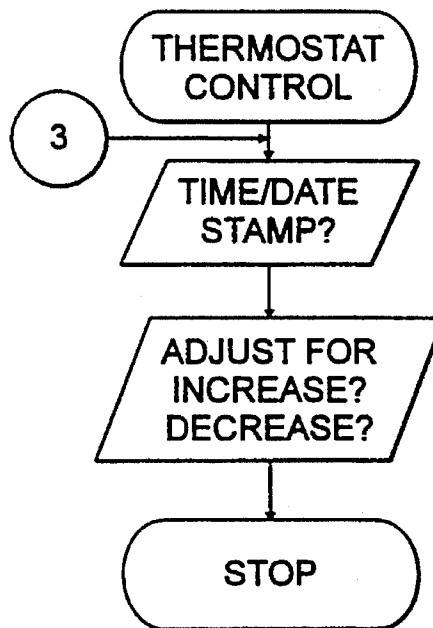 THERMOSTAT
CONTROL
3
TIME/DATE
STAMP?
ADJUST FOR
INCREASE?
DECREASE?
STOP